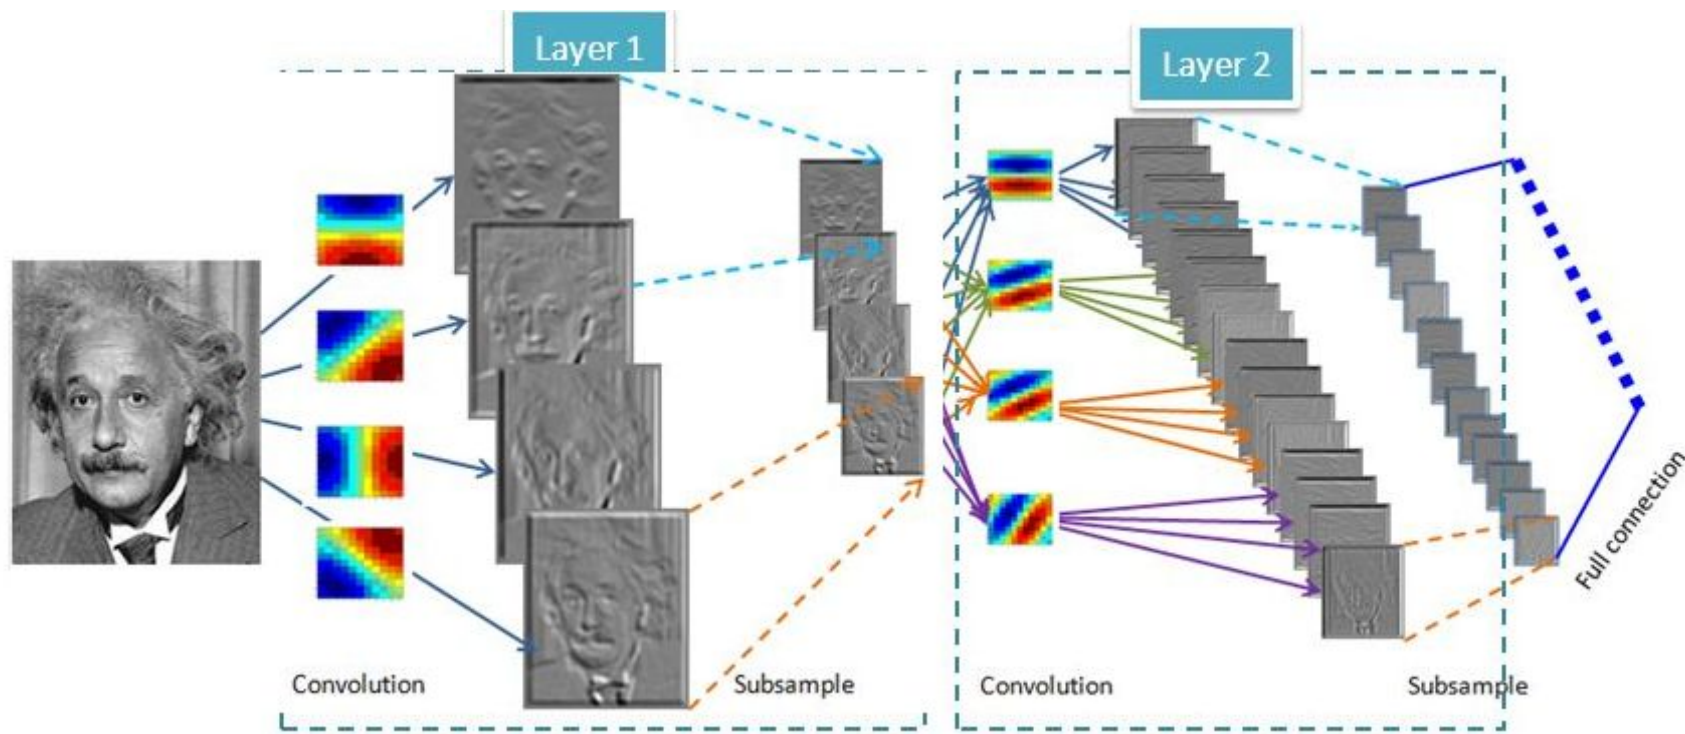 Layer 1
Layer 2
Convolution
Subsample
Convolution
Subsample
Full connection